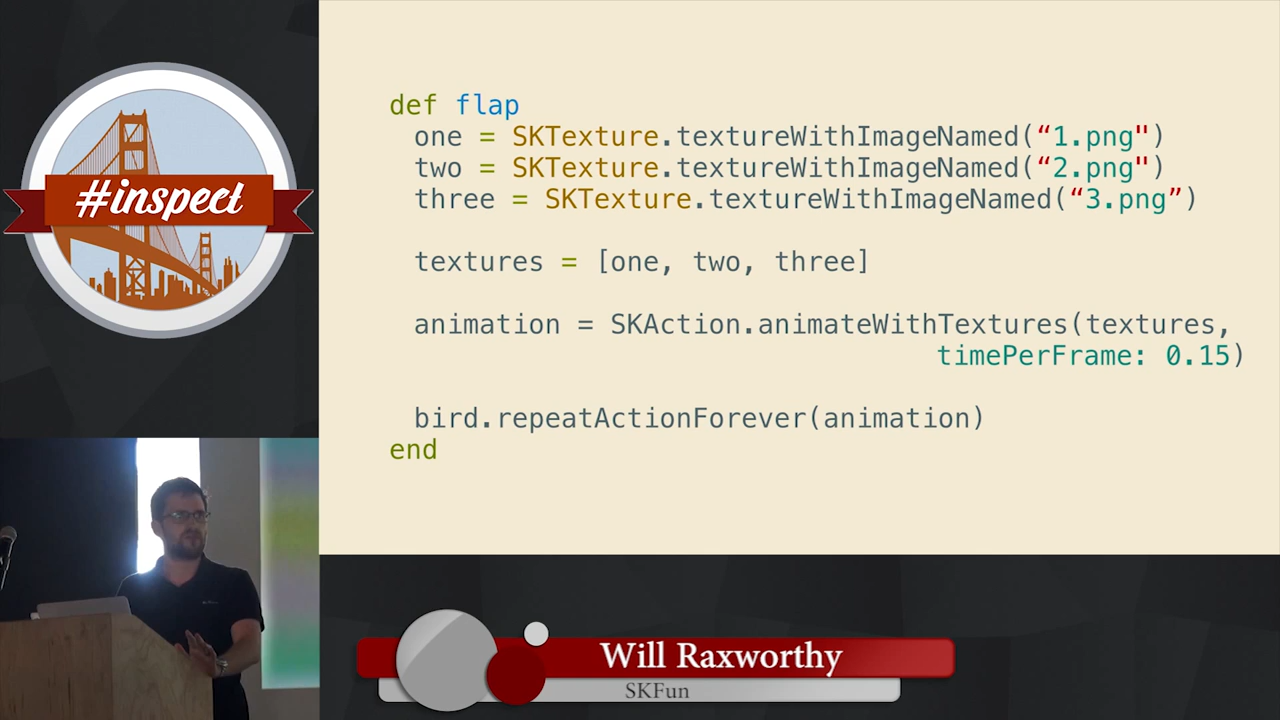 #inspect
def flap
one = SKTexture.textureWithImageNamed(“1.png")
two = SKTexture.textureWithImageNamed(“2.png")
three = SKTexture.textureWithImageNamed(“3.png”)
textures = [one, two, three]
animation = SKAction.animateWithTextures(textures,
timePerFrame: 0.15)
bird.repeatActionForever(animation)
end
Will Raxworthy
SKFun